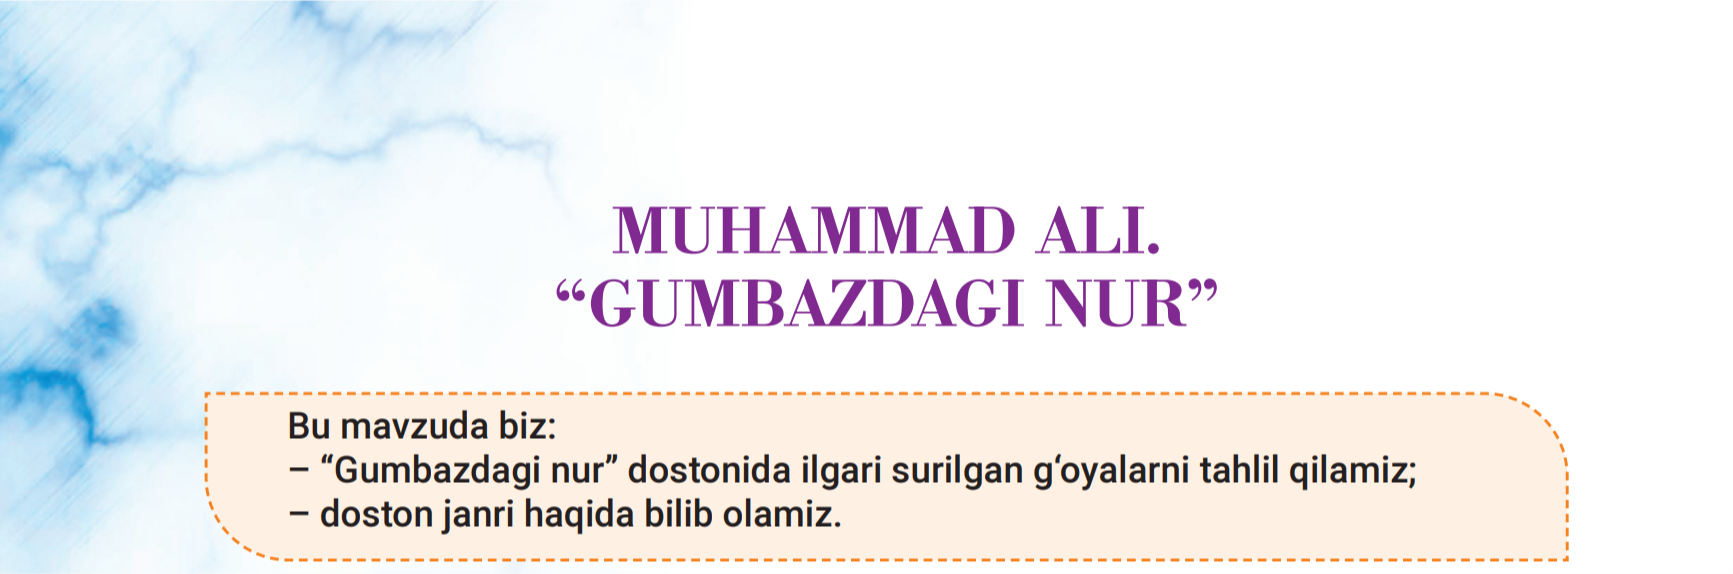 MUHAMMAD ALI.
“GUMBAZDAGI NUR”
Bu mavzuda biz:
– “Gumbazdagi nur” dostonida ilgari surilgan g‘oyalarni tahlil qilamiz;
– doston janri haqida bilib olamiz.